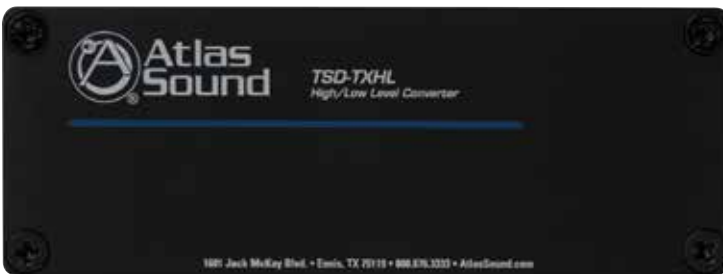 Atlas
Sound
®
TSD-TXHL
High/Low Level Converter
1601 Jack McKay Blvd. • Ennis, TX 75119 • 800.876.3333 • AtlasSound.com